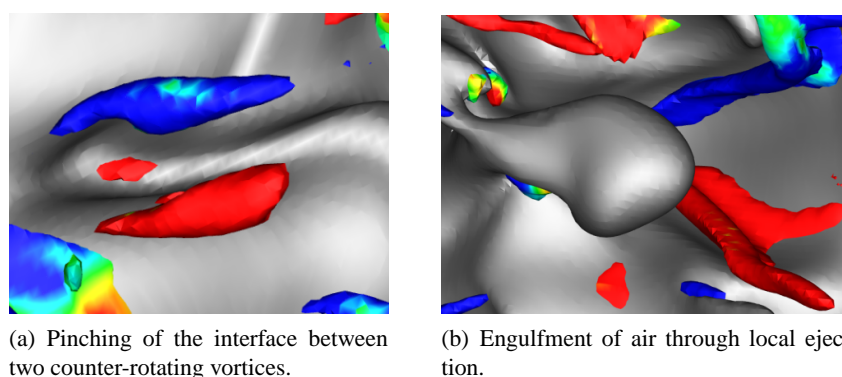 (a) Pinching of the interface between
two counter-rotating vortices.
(b) Engulfment of air through local ejec-
tion.